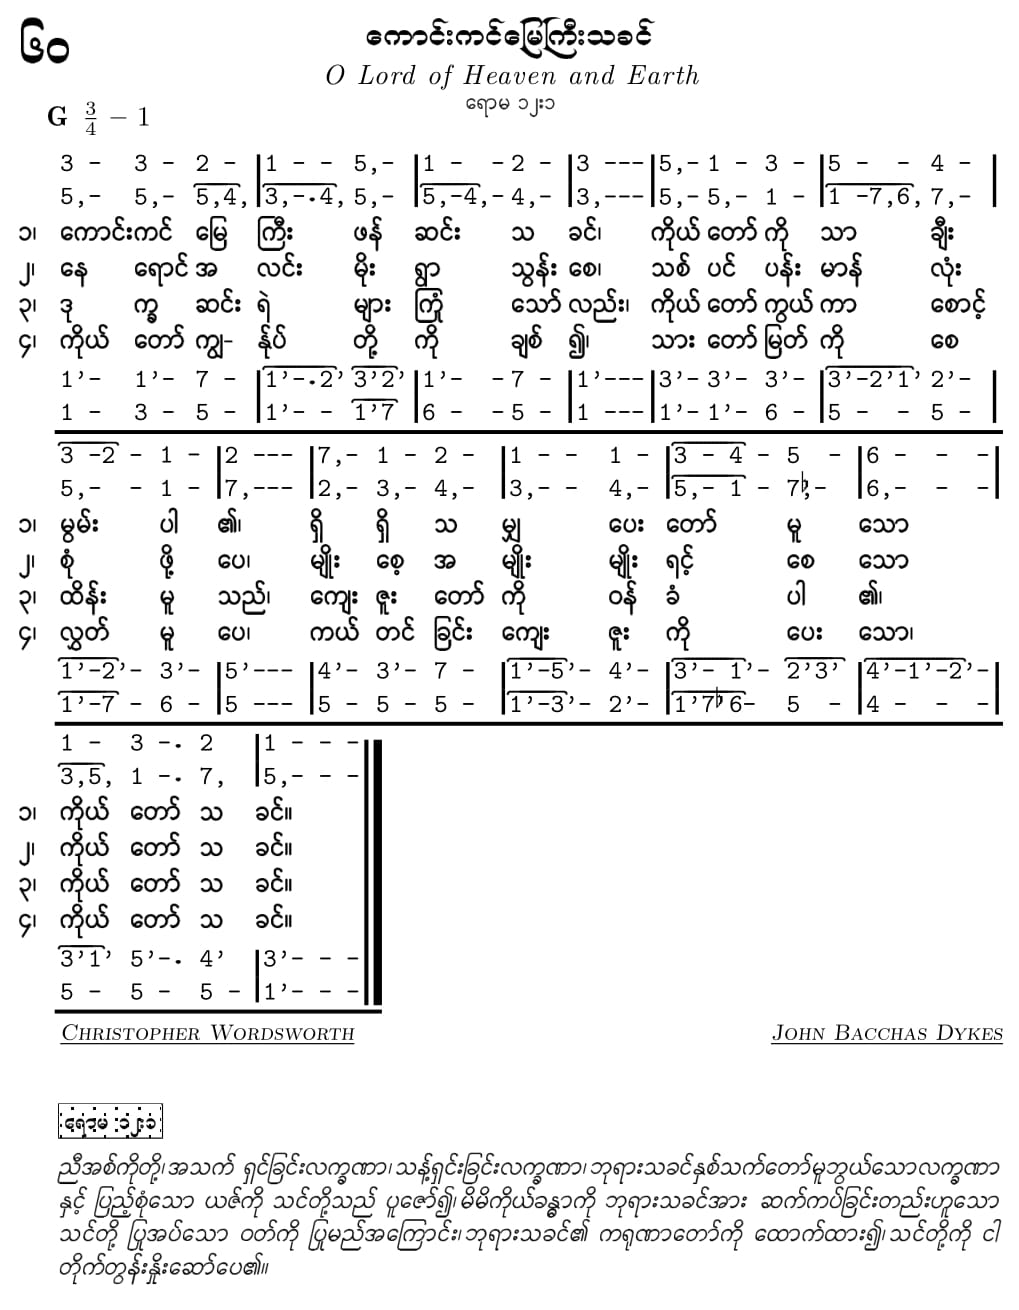 ၆၀
ကောင်းကင်မြေကြီးသခင်
O Lord of Heaven and Earth
ရောမ ၁၂း၁
G 3/4 – 1
3 – 3 – 2 – |1 – – 5,– |1 – – 2 – |3 ––– |5,– 1 – 3 – |5 – – 4 – |
5,– 5,– 5,4, |3,–.4, 5,– |5,–4,– 4,– |3,––– |5,– 5,– 1 – |1 –7,6, 7,– |
၁၊ ကောင်းကင် မြေ ကြီး ဖန် ဆင်း သ ခင်၊ ကိုယ် တော် ကို သာ ချီး
၂၊ နေ ရောင် အ လင်း မိုး ရွာ သွန်း စေ၊ သစ် ပင် ပန်း မာန် လုံး
၃၊ ဒု က္ခ ဆင်း ရဲ များ ကြုံ သော် လည်း၊ ကိုယ် တော် ကွယ် ကာ စောင့်
၄၊ ကိုယ် တော် ကျွ– န်ုပ် တို့ ကို ချစ် ၍၊ သား တော် မြတ် ကို စေ
1'– 1'– 7 – |1'–.2' 3'2' |1'– – 7 – |1'––– |3'– 3'– 3'– |3'–2'1' 2'– |
1 – 3 – 5 – |1'– – 1'7 |6 – – 5 – |1 ––– |1'– 1'– 6 – |5 – – 5 – |
3 –2 – 1 – |2 ––– |7,– 1 – 2 – |1 – – 1 – |3 – 4 – 5 – |6 – – – |
5,– – 1 – |7,––– |2,– 3,– 4,– |3,– – 4,– |5,– 1 – 7♭,– |6,– – – |
၁၊ မွမ်း ပါ ၏၊ ရှိ ရှိ သ မျှ ပေး တော် မူ သော
၂၊ စုံ ဖို့ ပေ၊ မျိုး စေ့ အ မျိုး မျိုး ရင့် စေ သော
၃၊ ထိန်း မူ သည်၊ ကျေး ဇူး တော် ကို ဝန် ခံ ပါ ၏၊
၄၊ လွှတ် မူ ပေ၊ ကယ် တင် ခြင်း ကျေး ဇူး ကို ပေး သော၊
1'–2'– 3'– |5'––– |4'– 3'– 7 – |1'–5'– 4'– |3'– 1'– 2'3' |4'–1'–2'– |
1'–7 – 6 – |5 ––– |5 – 5 – 5 – |1'–3'– 2'– |1'7♭'6– 5 – |4 – – – |
1 – 3 –. 2 |1 – – – ||
3,5, 1 –. 7, |5,– – – ||
၁၊ ကိုယ် တော် သ ခင်။
၂၊ ကိုယ် တော် သ ခင်။
၃၊ ကိုယ် တော် သ ခင်။
၄၊ ကိုယ် တော် သ ခင်။
3'1' 5'–. 4' |3'– – – ||
5 – 5 – 5 – |1'– – – ||
CHRISTOPHER WORDSWORTH JOHN BACCHAS DYKES
ရောမ ၁၂း၁
ညီအစ်ကိုတို့၊ အသက် ရှင်ခြင်းလက္ခဏာ၊ သန့်ရှင်းခြင်းလက္ခဏာ၊ ဘုရားသခင်နှစ်သက်တော်မူဘွယ်သောလက္ခဏာ
နှင့် ပြည့်စုံသော ယဇ်ကို သင်တို့သည် ပူဇော်၍၊ မိမိကိုယ်ခန္ဓာကို ဘုရားသခင်အား ဆက်ကပ်ခြင်းတည်းဟူသော
သင်တို့ ပြုအပ်သော ဝတ်ကို ပြုမည်အကြောင်း၊ ဘုရားသခင်၏ ကရုဏာတော်ကို ထောက်ထား၍၊ သင်တို့ကို ငါ
တိုက်တွန်းနှိုးဆော်ပေ၏။